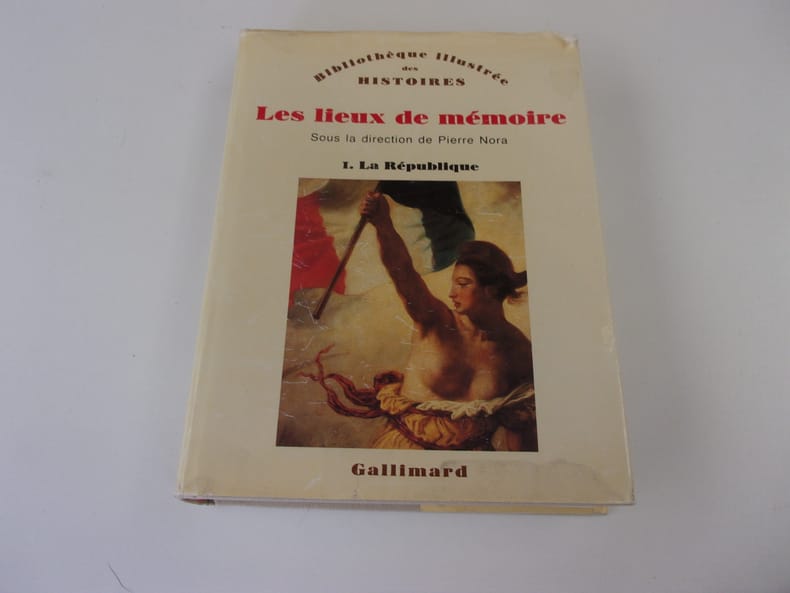 Bibliothèque illustrée
des
HISTOIRES
Les lieux de mémoire
Sous la direction de Pierre Nora
I. La République
Gallimard